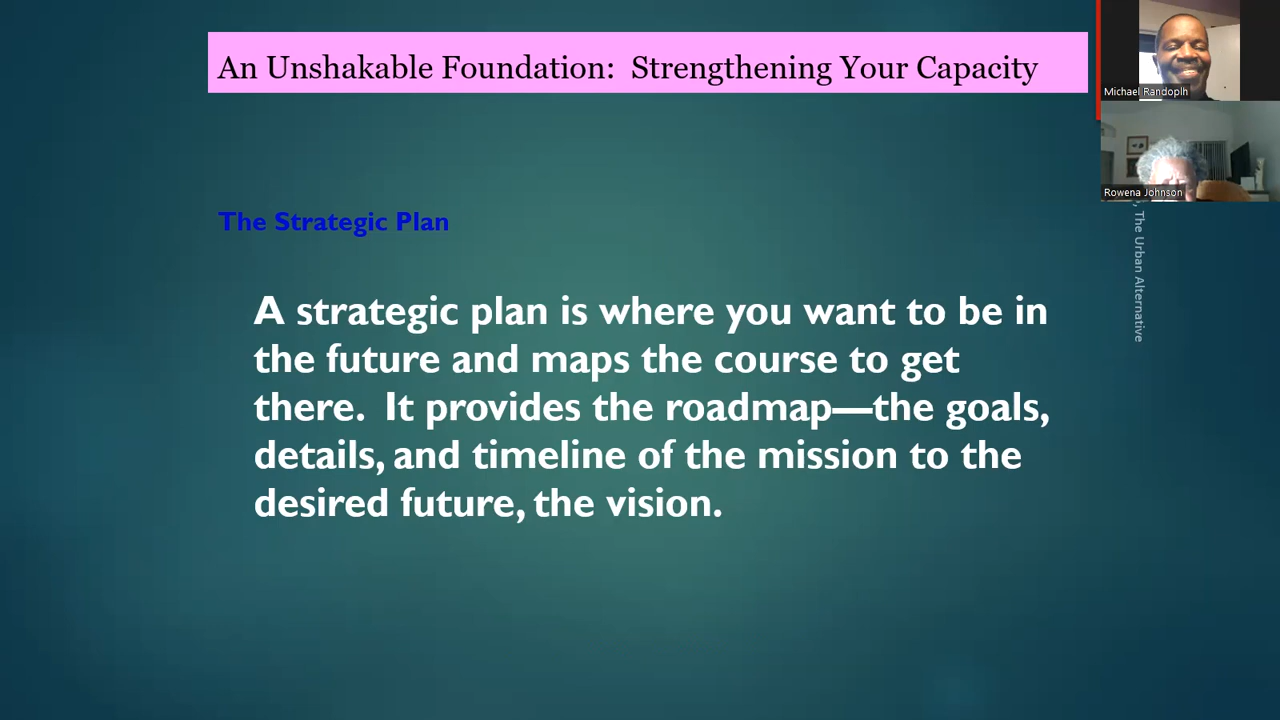 An Unshakable Foundation:  Strengthening Your Capacity
Michael Randoplh
Rowena Johnson
The Strategic Plan
A strategic plan is where you want to be in
the future and maps the course to get
there.  It provides the roadmap—the goals,
details, and timeline of the mission to the
desired future, the vision.
, The Urban Alternative